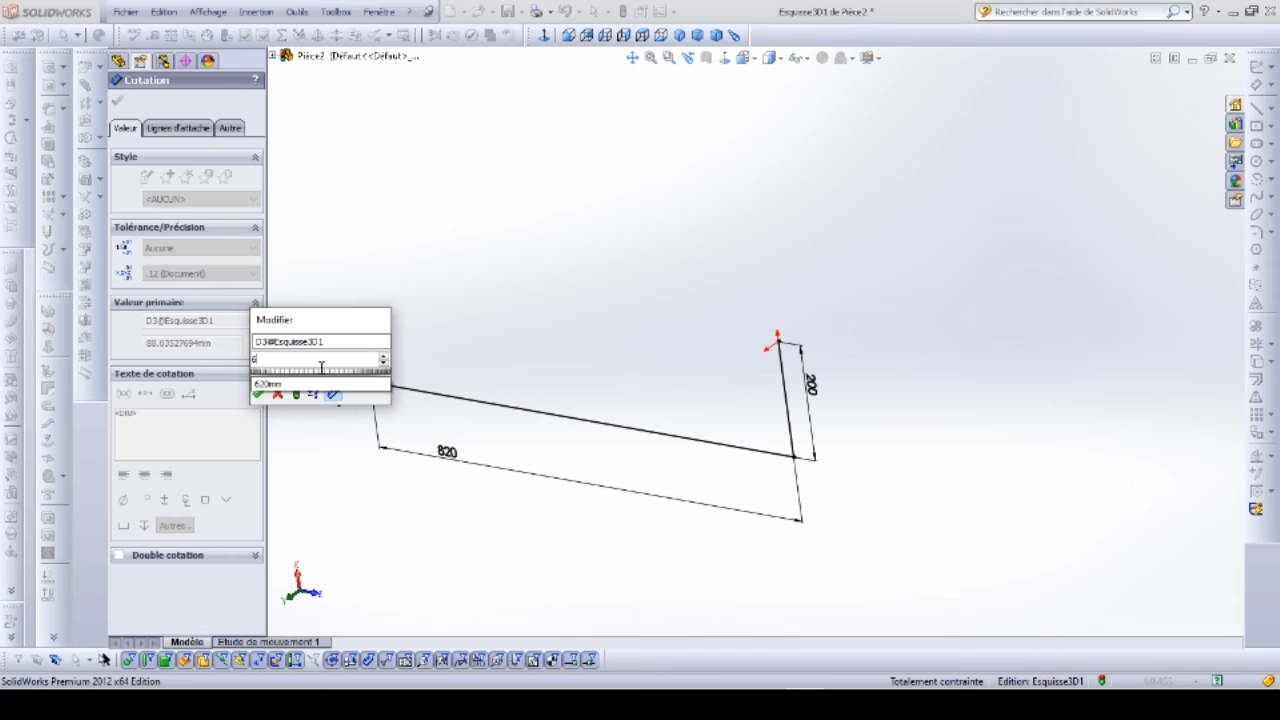 SOLIDWORKS
Fichier Edition Affichage Insertion Outils Toolbox Fenêtre ?
Esquisse3D1 de Pièce2 *
Rechercher dans l'aide de SolidWorks
Pièce2 (Défaut<<Défaut>_...
Cotation ?
Valeur Lignes d'attache Autre
Style
<AUCUN>
Tolérance/Précision
Aucune
.12 (Document)
Valeur primaire
D3@Esquisse3D1
88.03527694mm
Texte de cotation
<DIM>
Autres...
Double cotation
Modifier
D3@Esquisse3D1
6
620mm
200
820
Modèle Etude de mouvement 1
SolidWorks Premium 2012 x64 Edition
Totalement contrainte Edition: Esquisse3D1 MMGS